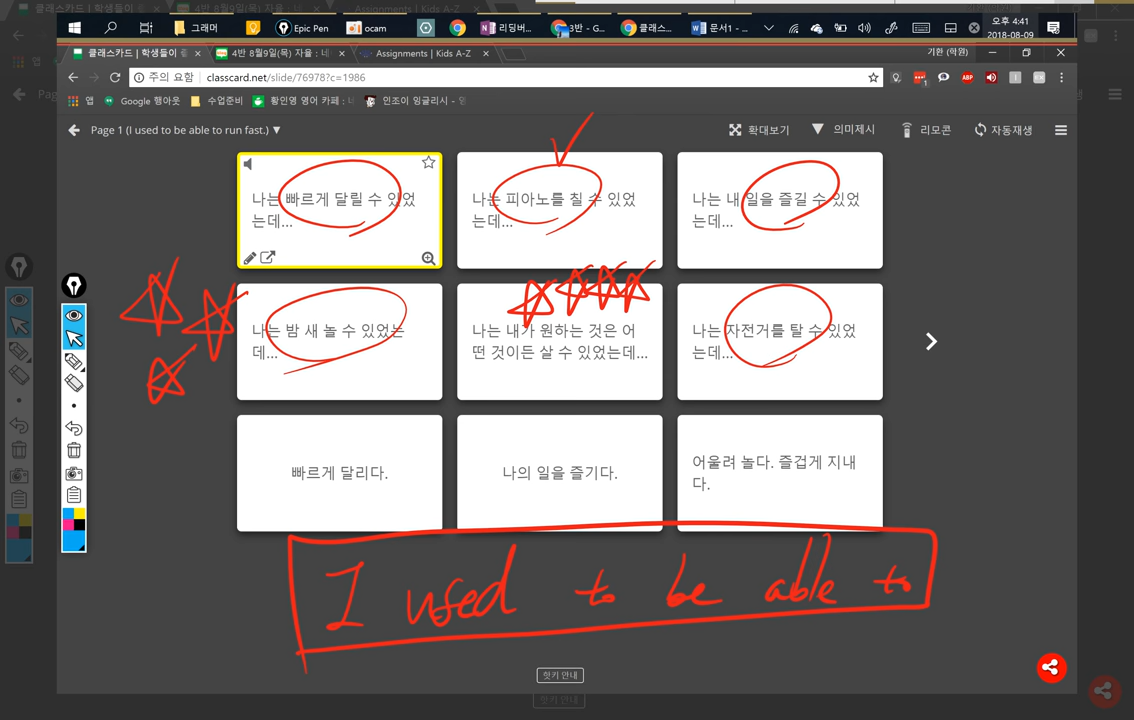 그래머
Epic Pen
ocam
리딩버...
3반 - G...
클래스...
문서1 - ...
오후 4:41
2018-08-09
클래스카드 | 학생들이 좋
4반 8월9일(목) 자율 : 네
Assignments | Kids A-Z
기환 (학원)
주의 요함
classcard.net/slide/76978?c=1986
앱
Google 행아웃
수업준비
황인영 영어 카페 : 네
인조이 잉글리시 - 영
Page 1 (I used to be able to run fast.) ▼
확대보기
의미제시
리모콘
자동재생
나는 빠르게 달릴 수 있었
는데...
나는 피아노를 칠 수 있었
는데...
나는 내 일을 즐길 수 있었
는데...
나는 밤 새 놀 수 있었는
데...
나는 내가 원하는 것은 어
떤 것이든 살 수 있었는데...
나는 자전거를 탈 수 있었
는데...
빠르게 달리다.
나의 일을 즐기다.
어울려 놀다. 즐겁게 지내
다.
I used to be able to
핫키 안내
핫키 안내